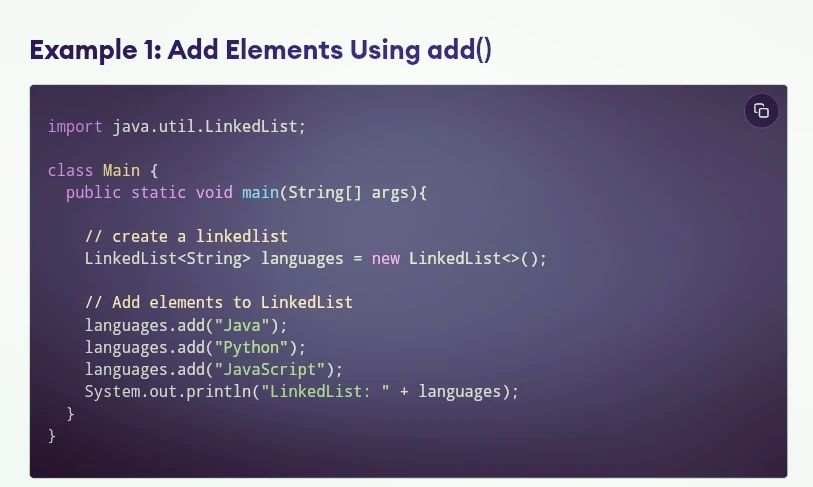 Example 1: Add Elements Using add()
import java.util.LinkedList;
class Main {
public static void main(String[] args){
// create a linkedlist
LinkedList<String> languages = new LinkedList<>();
// Add elements to LinkedList
languages.add("Java");
languages.add("Python");
languages.add("JavaScript");
System.out.println("LinkedList: " + languages);
}
}